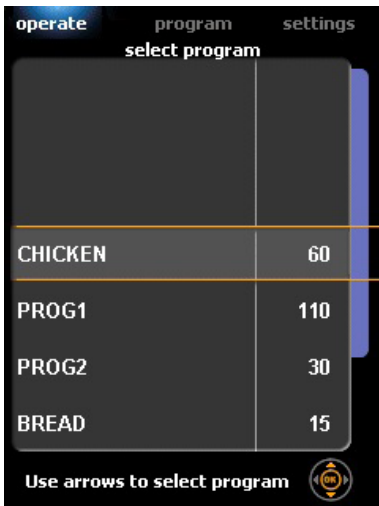 operate program settings
select program
CHICKEN 60
PROG1 110
PROG2 30
BREAD 15
Use arrows to select program OK